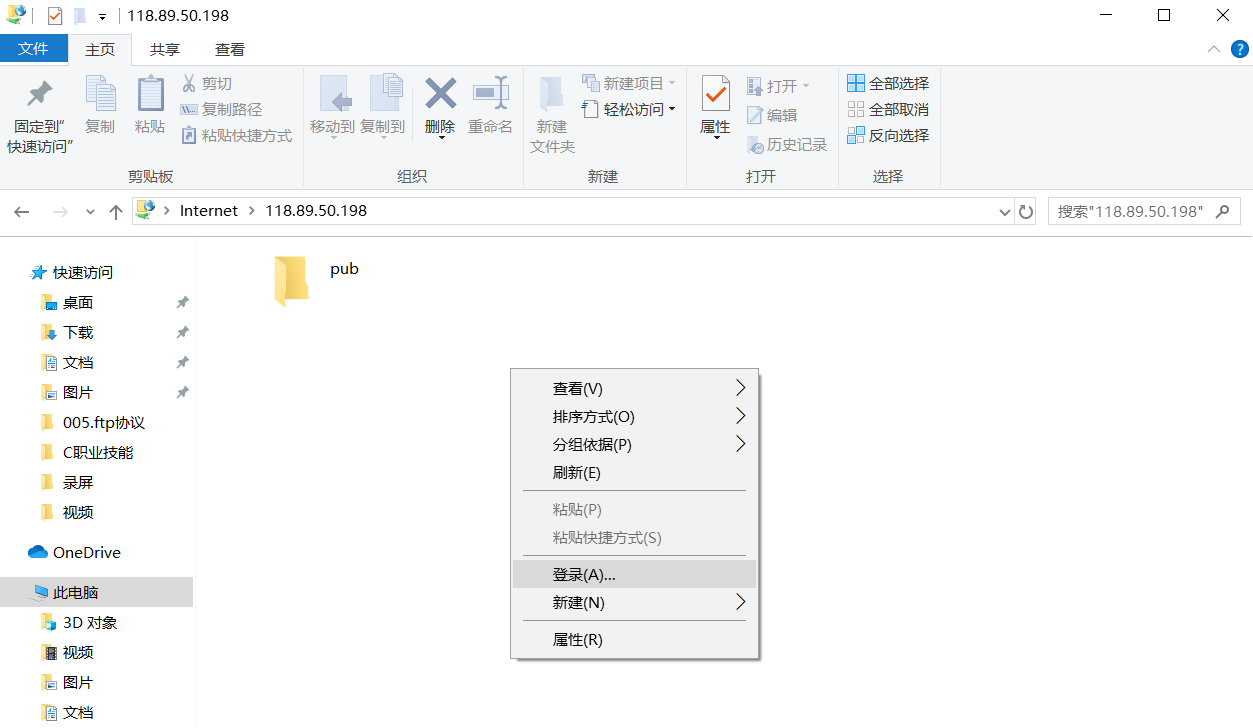 118.89.50.198
文件
主页
共享
查看
固定到"
快速访问"
复制
粘贴
剪切
复制路径
粘贴快捷方式
剪贴板
移动到
复制到
删除
重命名
组织
新建
文件夹
新建项目
轻松访问
新建
属性
打开
编辑
历史记录
打开
全部选择
全部取消
反向选择
选择
Internet
118.89.50.198
搜索"118.89.50.198"
快速访问
桌面
下载
文档
图片
005.ftp协议
C职业技能
录屏
视频
OneDrive
此电脑
3D 对象
视频
图片
文档
pub
查看(V)
排序方式(O)
分组依据(P)
刷新(E)
粘贴(P)
粘贴快捷方式(S)
登录(A)...
新建(N)
属性(R)